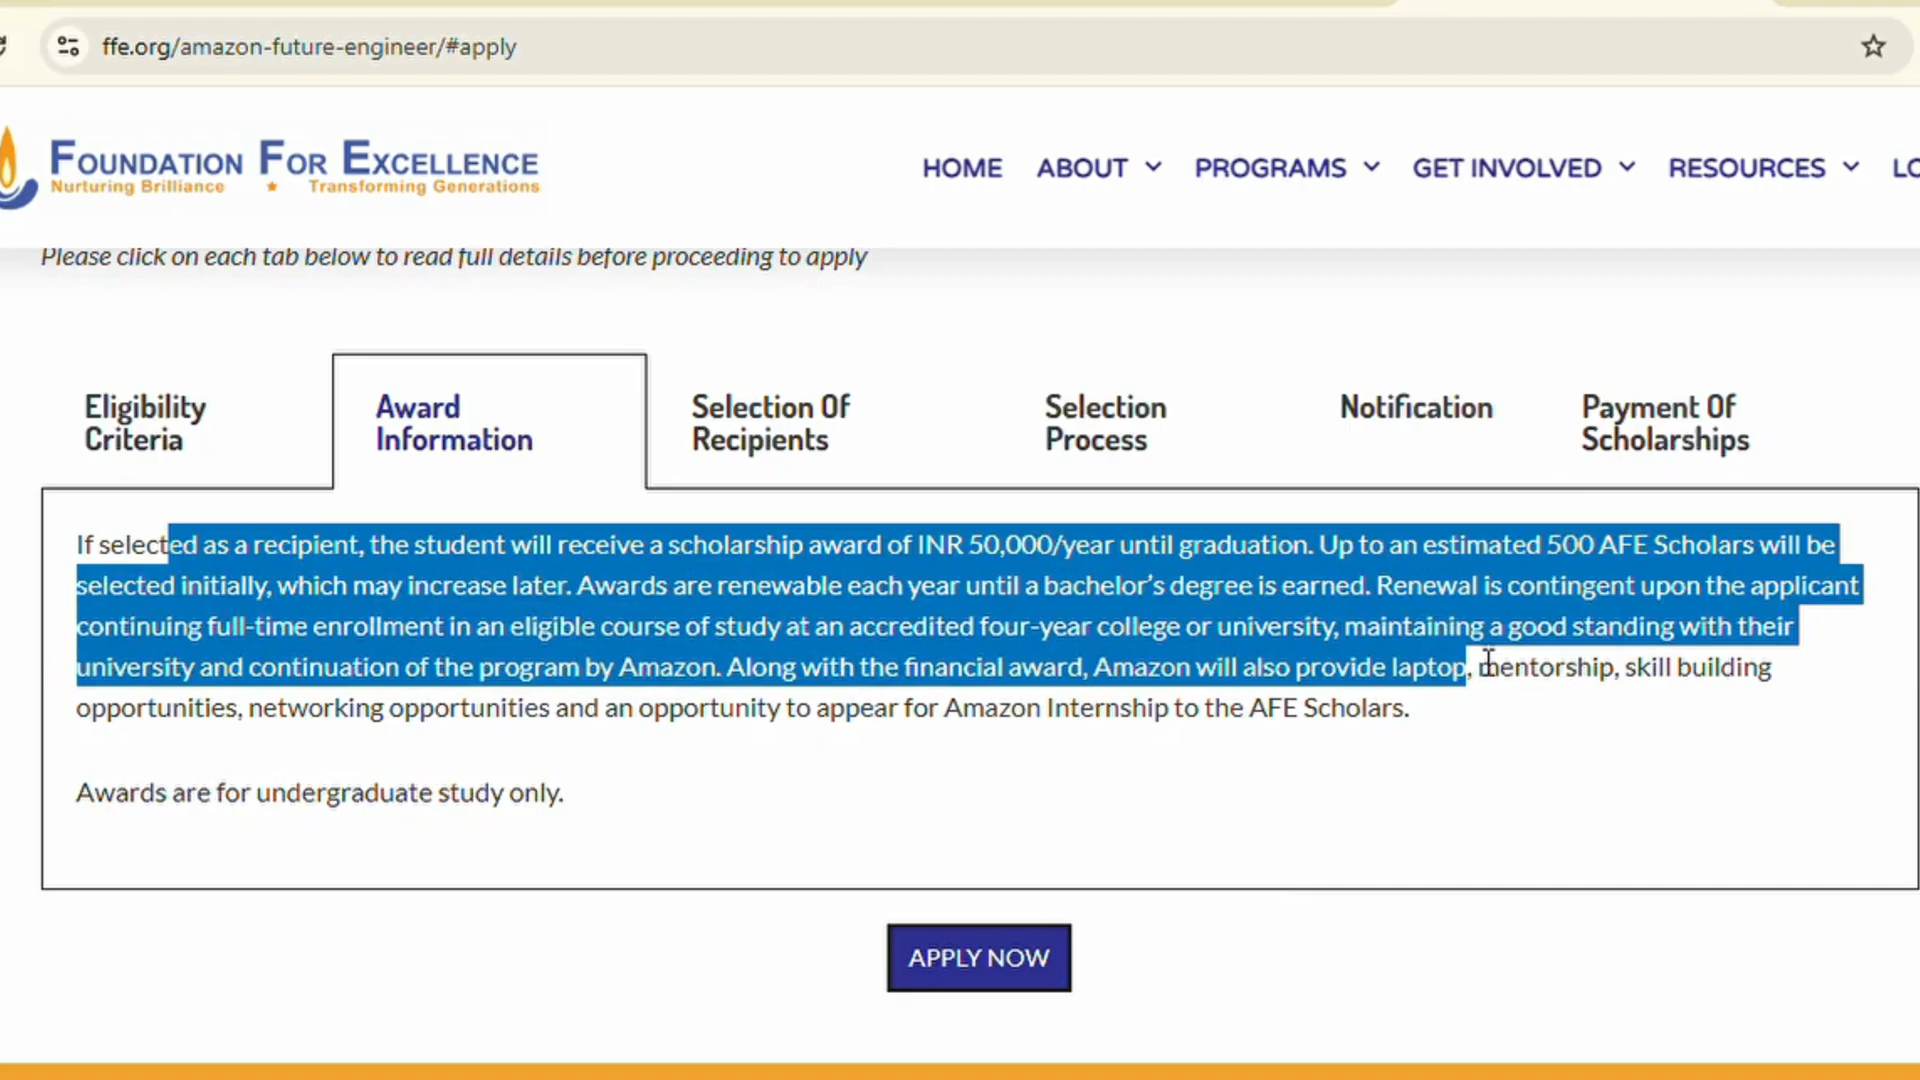 ffe.org/amazon-future-engineer/#apply
FOUNDATION FOR EXCELLENCE
Nurturing Brilliance ★ Transforming Generations
HOME ABOUT PROGRAMS GET INVOLVED RESOURCES
Please click on each tab below to read full details before proceeding to apply
Eligibility
Criteria
Award
Information
Selection Of
Recipients
Selection
Process
Notification
Payment Of
Scholarships
If selected as a recipient, the student will receive a scholarship award of INR 50,000/year until graduation. Up to an estimated 500 AFE Scholars will be
selected initially, which may increase later. Awards are renewable each year until a bachelor’s degree is earned. Renewal is contingent upon the applicant
continuing full-time enrollment in an eligible course of study at an accredited four-year college or university, maintaining a good standing with their
university and continuation of the program by Amazon. Along with the financial award, Amazon will also provide laptop, mentorship, skill building
opportunities, networking opportunities and an opportunity to appear for Amazon Internship to the AFE Scholars.
Awards are for undergraduate study only.
APPLY NOW